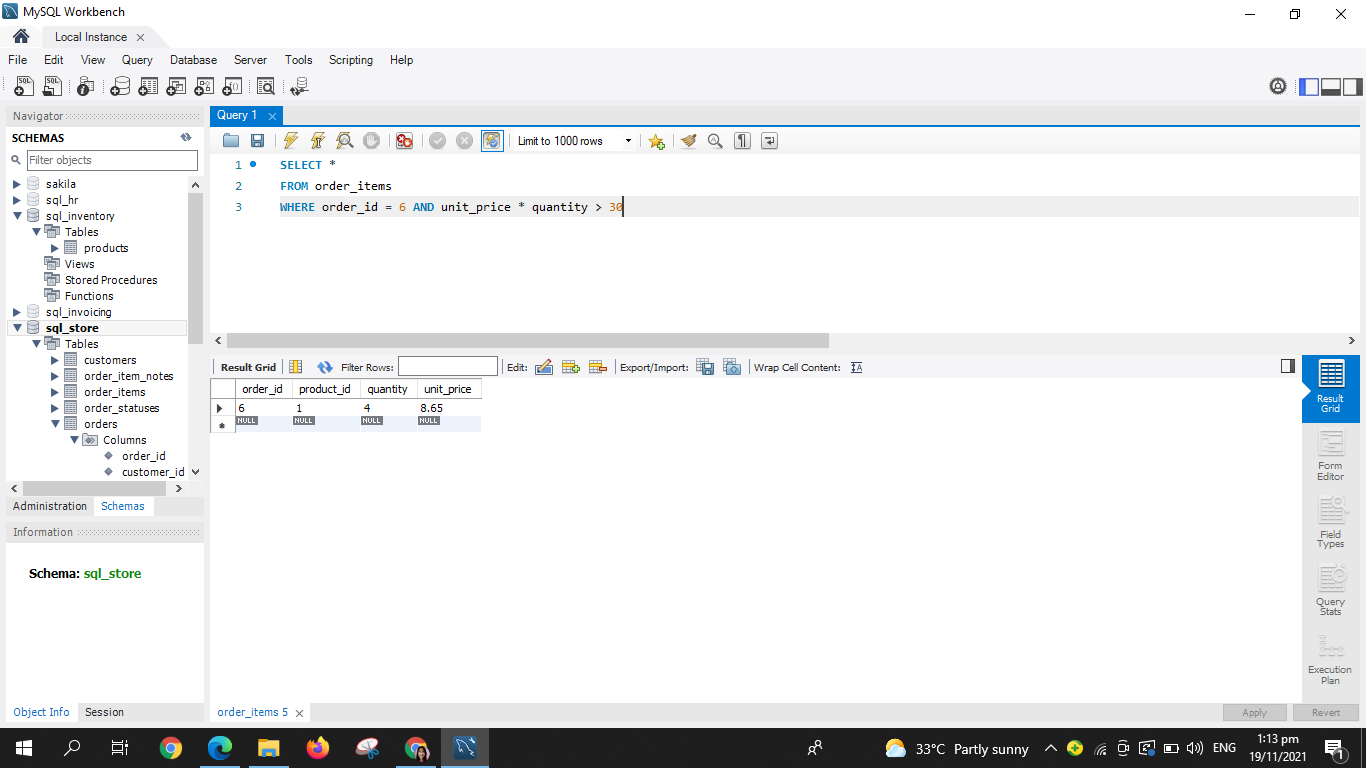 MySQL Workbench
Local Instance
File Edit View Query Database Server Tools Scripting Help
Navigator
SCHEMAS
Filter objects
sakila
sql_hr
sql_inventory
Tables
products
Views
Stored Procedures
Functions
sql_invoicing
sql_store
Tables
customers
order_item_notes
order_items
order_statuses
orders
Columns
order_id
customer_id
Administration Schemas
Information
Schema: sql_store
Object Info Session
Query 1
Limit to 1000 rows
1 SELECT *
2 FROM order_items
3 WHERE order_id = 6 AND unit_price * quantity > 30
Result Grid Filter Rows: Edit: Export/Import: Wrap Cell Content:
order_id product_id quantity unit_price
6 1 4 8.65
NULL NULL NULL NULL
Result
Grid
Form
Editor
Field
Types
Query
Stats
Execution
Plan
order_items 5
Apply Revert
33°C Partly sunny
ENG
1:13 pm
19/11/2021
1